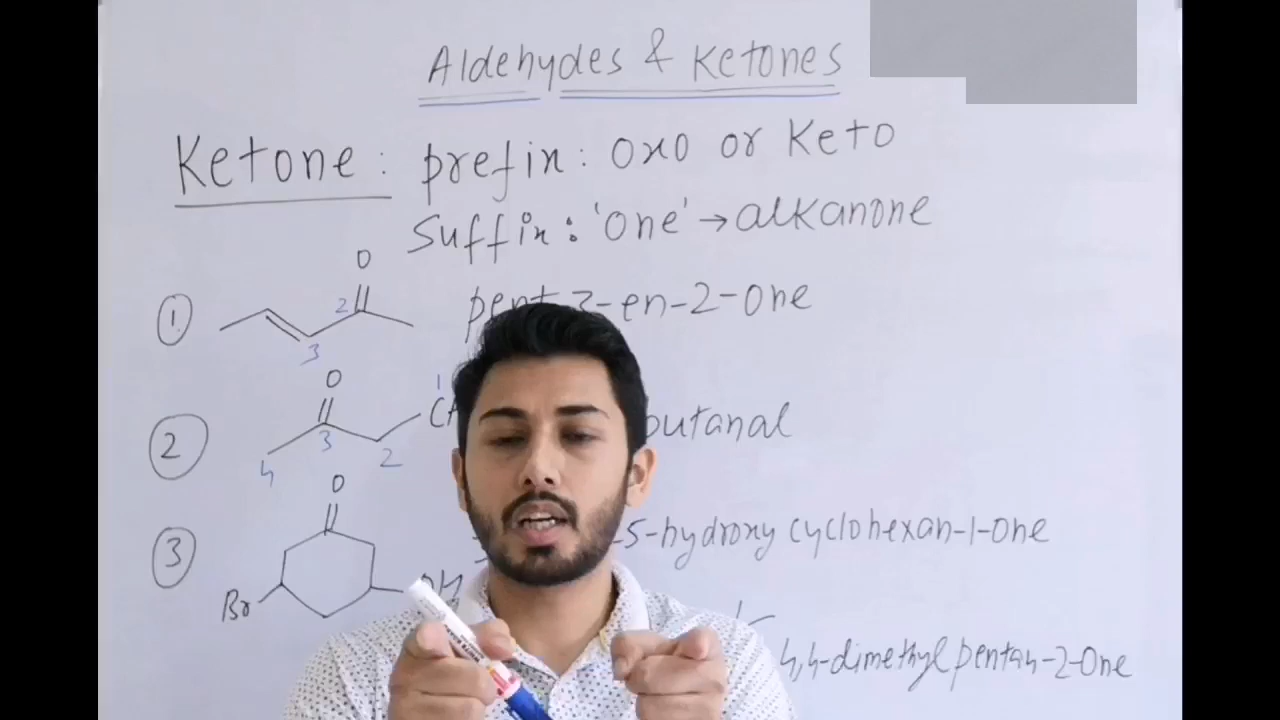 Aldehydes & Ketones
Ketone: prefix: oxo or Keto
Suffix: 'one' → alkanone
① O 2 3 pent-3-en-2-one
② O 1 2 3 4 butanal
③ O Br OH -5-hydroxy cyclohexan-1-one
4,4-dimethyl pentan-2-One